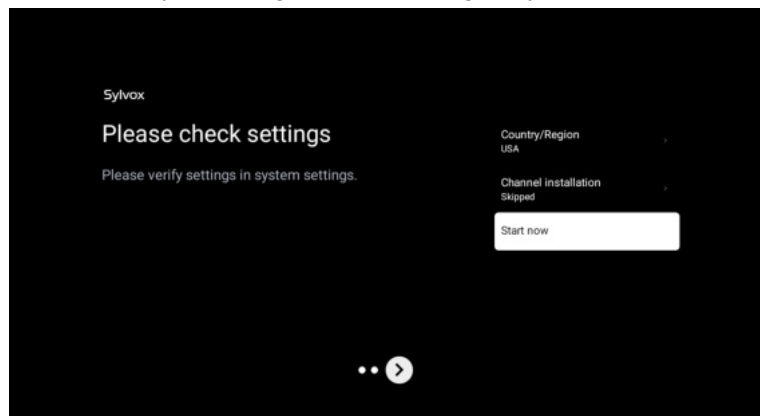 Sylvox
Please check settings
Please verify settings in system settings.
Country/Region
USA
Channel installation
Skipped
Start now